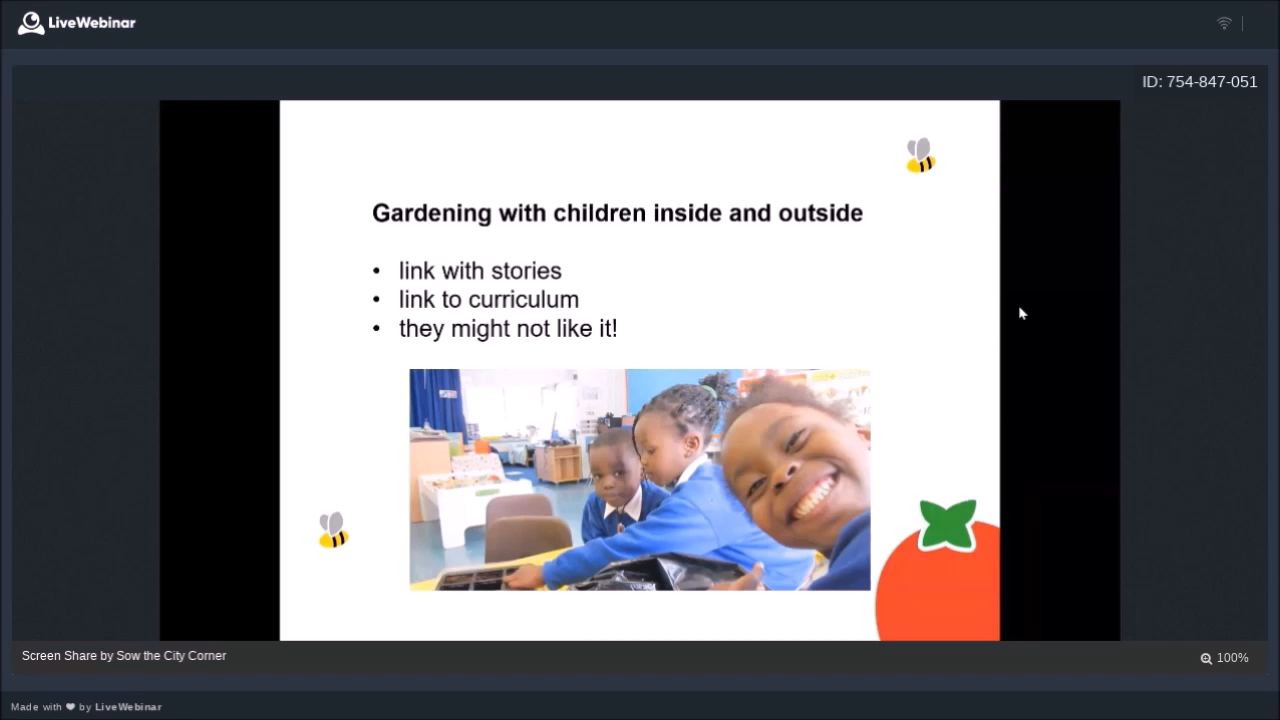 LiveWebinar
ID: 754-847-051
Gardening with children inside and outside
• link with stories
• link to curriculum
• they might not like it!
Screen Share by Sow the City Corner
100%
Made with ❤ by LiveWebinar